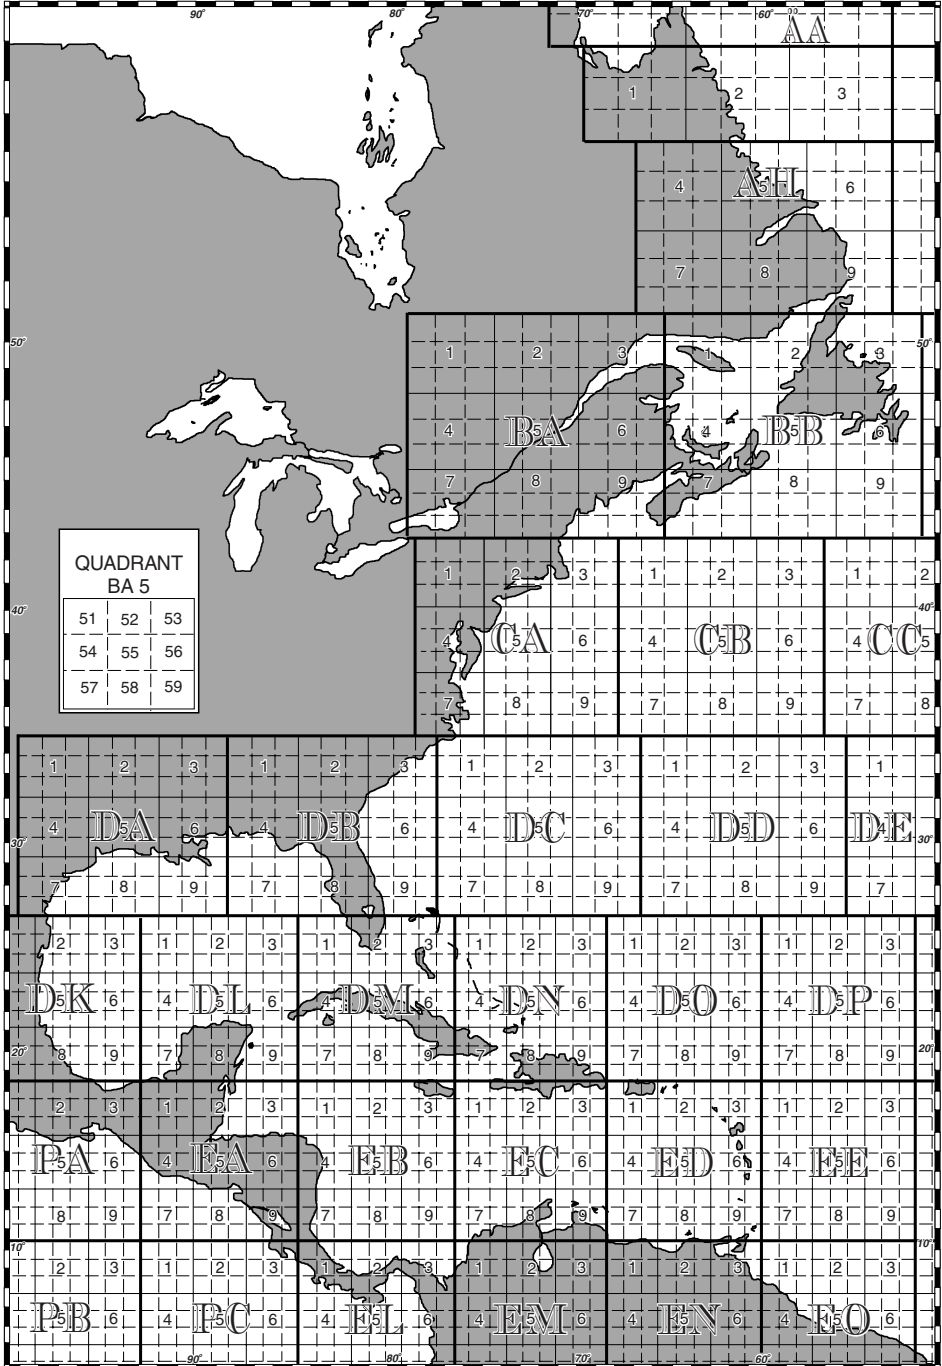 90° 80° 70° 60°
AA
1 2 3
4 5 6
AH
7 8 9
50° 50°
1 2 3 1 2 3
4 5 6 4 5 6
BA BB
7 8 9 7 8 9
QUADRANT
BA 5
51 52 53
54 55 56
57 58 59
1 2 3 1 2 3 1 2
40° 40°
4 5 6 4 5 6 4 5
CA CB CC
7 8 9 7 8 9 7 8
1 2 3 1 2 3 1 2 3 1 2 3 1
4 5 6 4 5 6 4 5 6 4 5 6 4
DA DB DC DD DE
30° 30°
7 8 9 7 8 9 7 8 9 7 8 9 7
2 3 1 2 3 1 2 3 1 2 3 1 2 3 1 2 3
5 6 4 5 6 4 5 6 4 5 6 4 5 6 4 5 6
DK DL DM DN DO DP
20° 20°
8 9 7 8 9 7 8 9 7 8 9 7 8 9 7 8 9
2 3 1 2 3 1 2 3 1 2 3 1 2 3 1 2 3
5 6 4 5 6 4 5 6 4 5 6 4 5 6 4 5 6
PA EA EB EC ED EE
8 9 7 8 9 7 8 9 7 8 9 7 8 9 7 8 9
10° 10°
2 3 1 2 3 1 2 3 1 2 3 1 2 3 1 2 3
5 6 4 5 6 4 5 6 4 5 6 4 5 6 4 5 6
PB PC EL EM EN EO
90° 80° 70° 60°